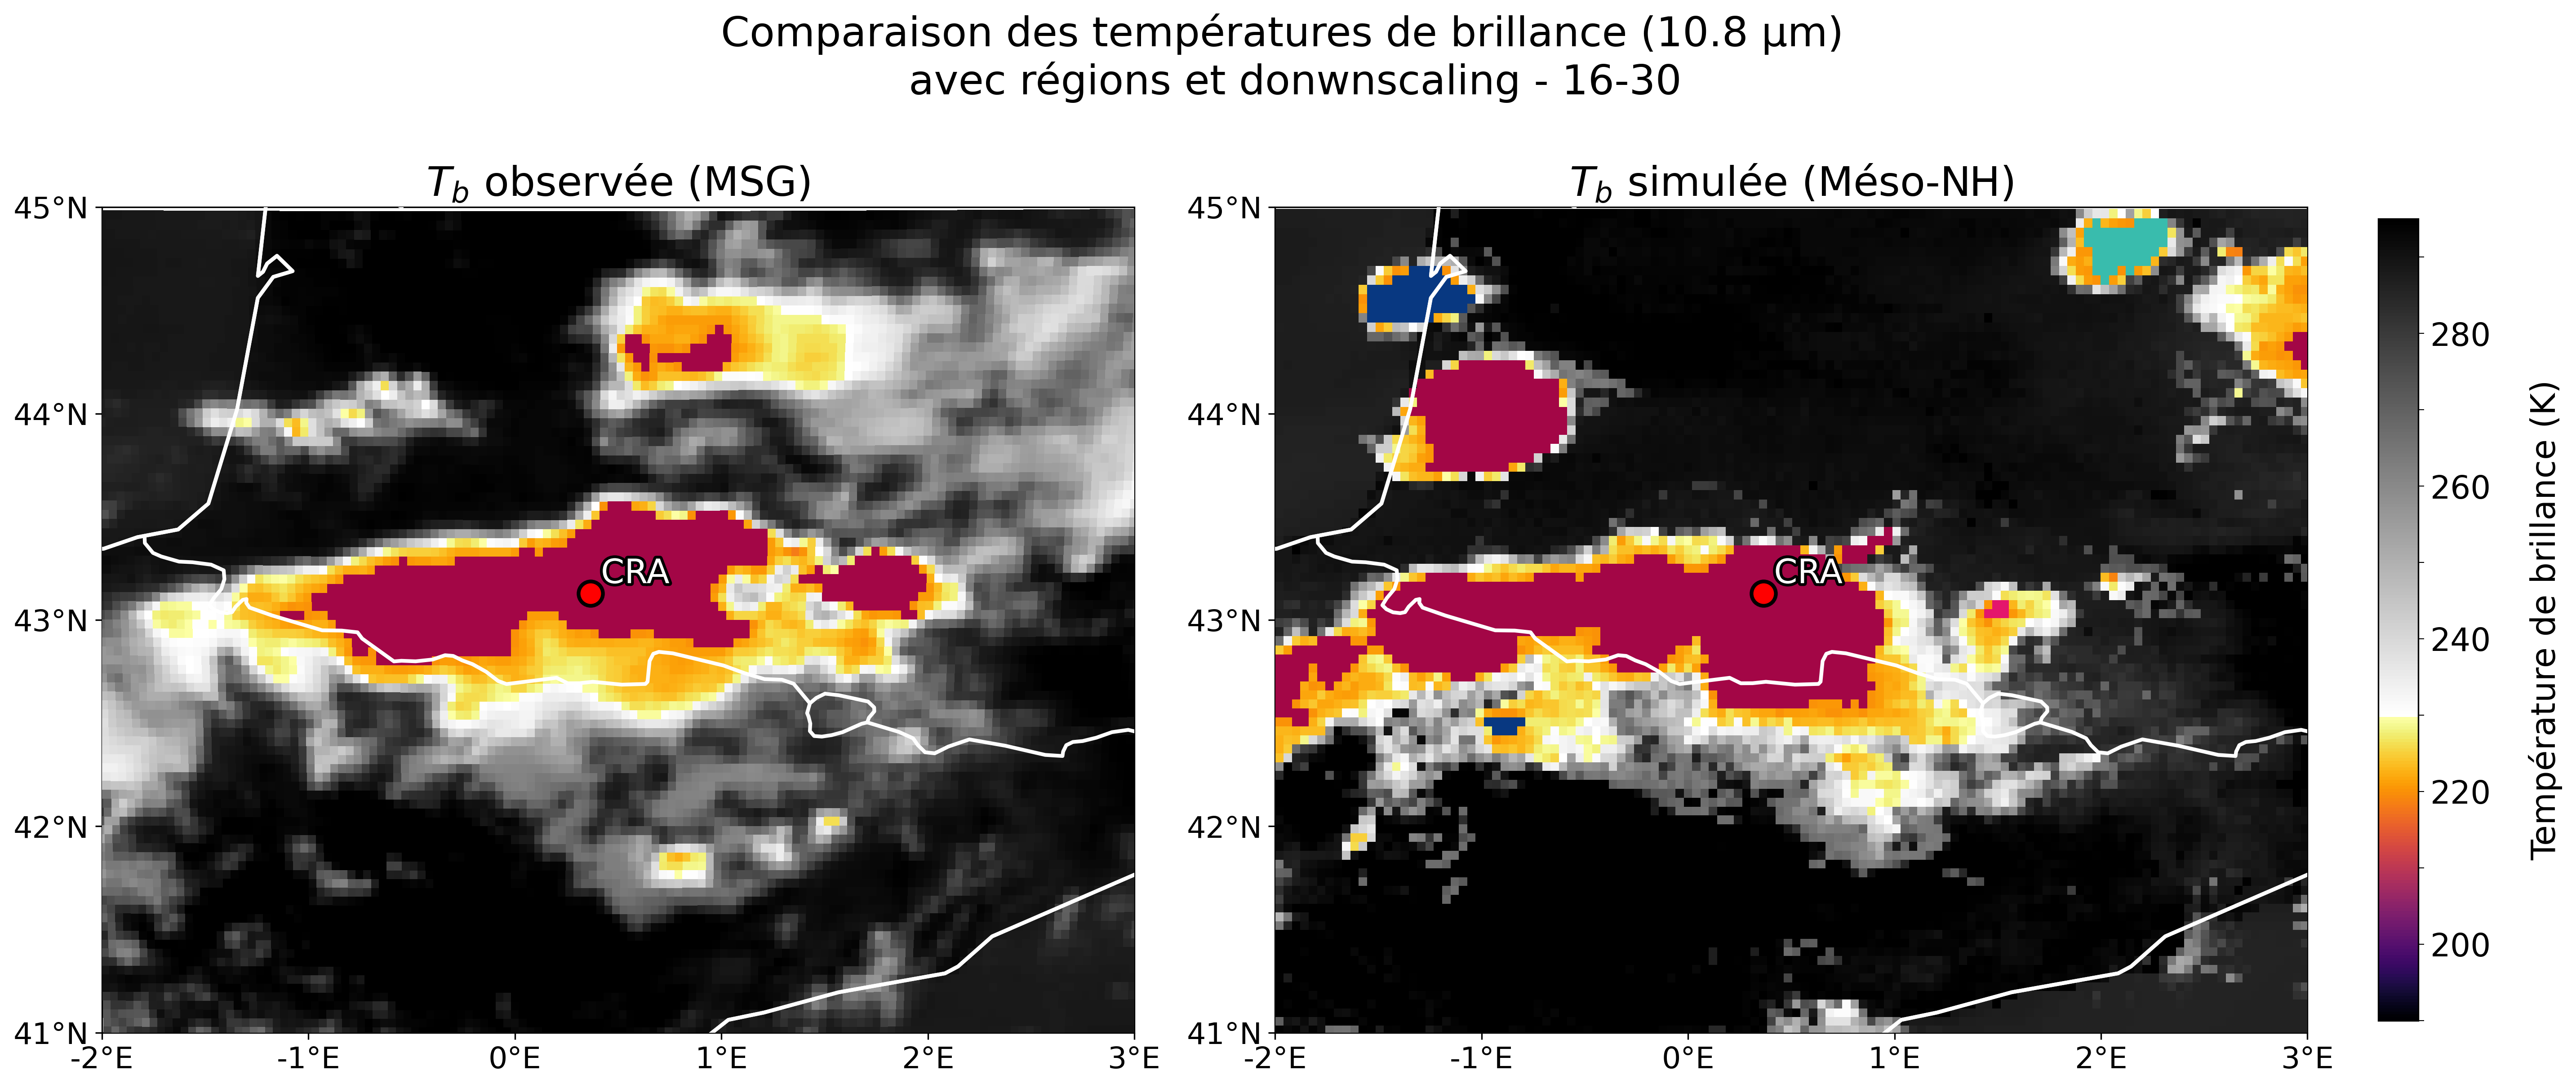 Comparaison des températures de brillance (10.8 µm)
avec régions et donwnscaling - 16-30
T_b observée (MSG)
T_b simulée (Méso-NH)
45°N
44°N
43°N
42°N
41°N
-2°E
-1°E
0°E
1°E
2°E
3°E
CRA
45°N
44°N
43°N
42°N
41°N
-2°E
-1°E
0°E
1°E
2°E
3°E
CRA
280
260
240
220
200
Température de brillance (K)